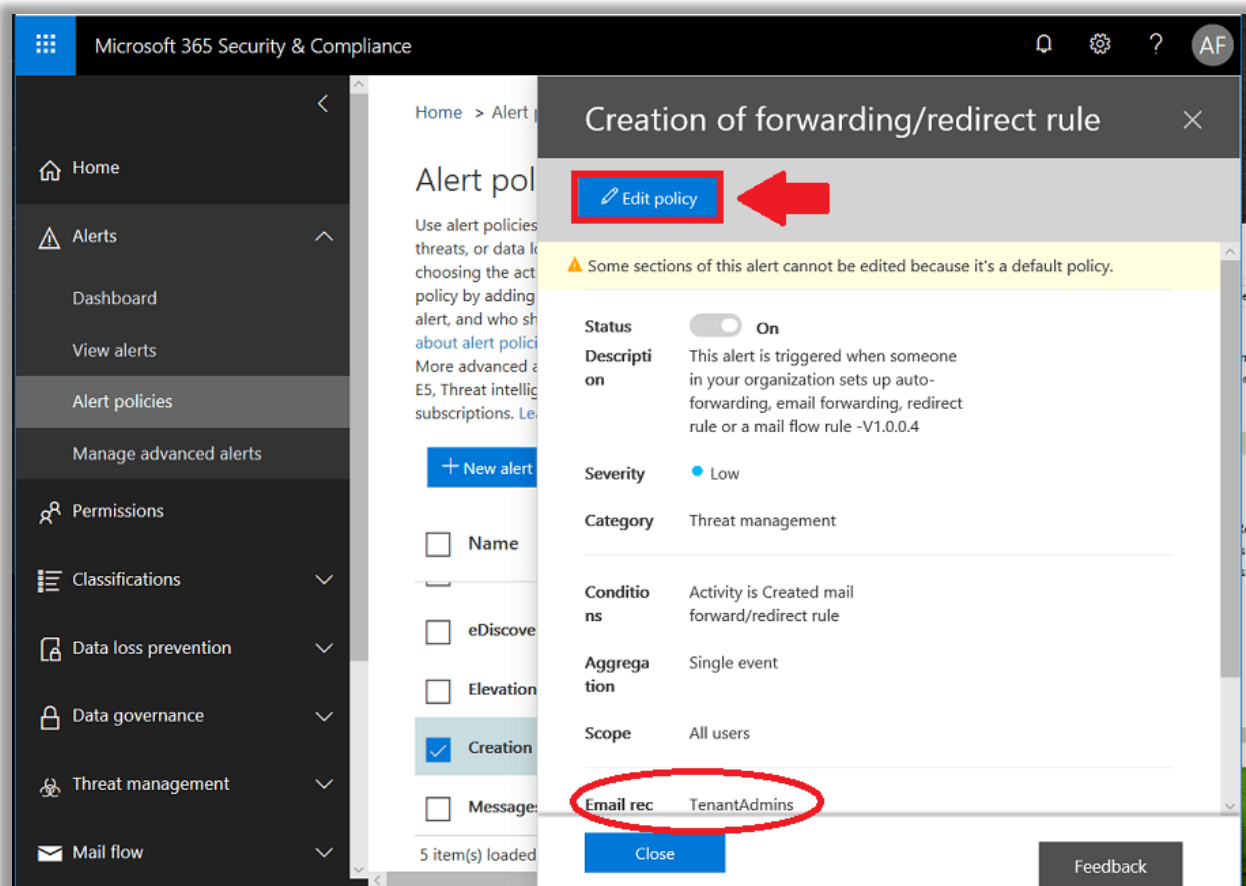 Microsoft 365 Security & Compliance
?
AF
Home
Alerts
Dashboard
View alerts
Alert policies
Manage advanced alerts
Permissions
Classifications
Data loss prevention
Data governance
Threat management
Mail flow
Home > Alert
Alert pol
Use alert policies
threats, or data
choosing the act
policy by adding
alert, and who sh
about alert polici
More advanced
E5, Threat intellig
subscriptions. Le
+ New alert
Name
eDiscove
Elevation
Creation
Message
5 item(s) loaded
Creation of forwarding/redirect rule
Edit policy
Some sections of this alert cannot be edited because it's a default policy.
Status On
Descripti This alert is triggered when someone
on in your organization sets up auto-
forwarding, email forwarding, redirect
rule or a mail flow rule -V1.0.0.4
Severity Low
Category Threat management
Conditio Activity is Created mail
ns forward/redirect rule
Aggrega Single event
tion
Scope All users
Email rec TenantAdmins
Close
Feedback